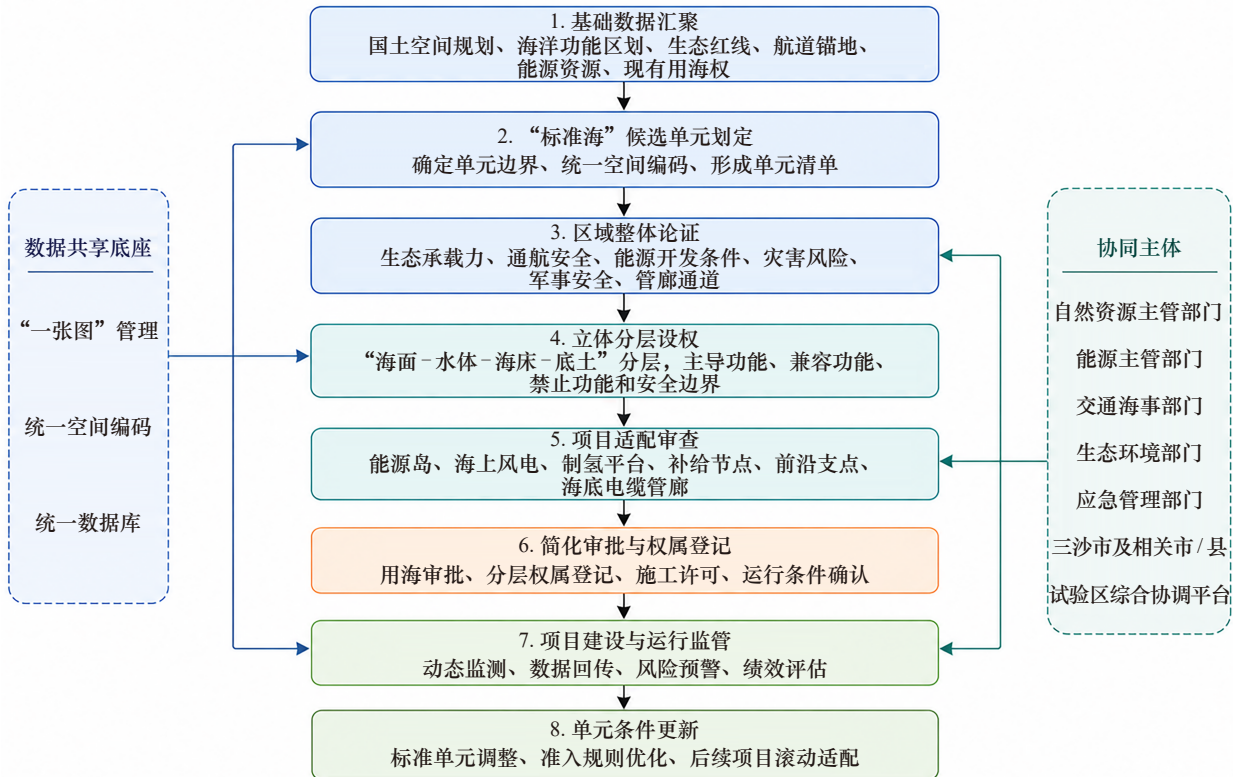 1. 基础数据汇聚
国土空间规划、海洋功能区划、生态红线、航道锚地、
能源资源、现有用海权
2. “标准海”候选单元划定
确定单元边界、统一空间编码、形成单元清单
3. 区域整体论证
生态承载力、通航安全、能源开发条件、灾害风险、
军事安全、管廊通道
4. 立体分层设权
“海面－水体－海床－底土”分层，主导功能、兼容功能、
禁止功能和安全边界
5. 项目适配审查
能源岛、海上风电、制氢平台、补给节点、前沿支点、
海底电缆管廊
6. 简化审批与权属登记
用海审批、分层权属登记、施工许可、运行条件确认
7. 项目建设与运行监管
动态监测、数据回传、风险预警、绩效评估
8. 单元条件更新
标准单元调整、准入规则优化、后续项目滚动适配
数据共享底座
“一张图”管理
统一空间编码
统一数据库
协同主体
自然资源主管部门
能源主管部门
交通海事部门
生态环境部门
应急管理部门
三沙市及相关市/县
试验区综合协调平台